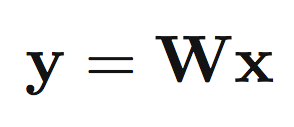 y = Wx